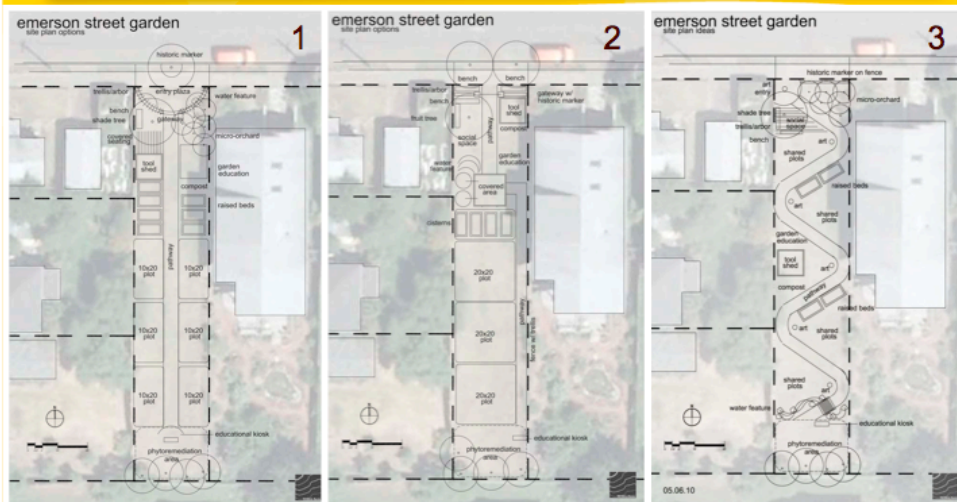 emerson street garden
site plan options
1
historic marker
trellis/arbor
entry plaza
water feature
bench
gateway
shade tree
covered
seating
micro-orchard
tool
shed
garden
education
compost
raised beds
pathway
10x20
plot
10x20
plot
10x20
plot
10x20
plot
10x20
plot
10x20
plot
educational kiosk
phytoremediation
area
emerson street garden
site plan options
2
bench
bench
trellis/arbor
bench
gateway w/
historic marker
tool
shed
fruit tree
compost
pathway
social
space
garden
education
water
feature
covered
area
cisterns
20x20
plot
pathway
20x20
plot
20x20
plot
educational kiosk
phytoremediation
area
emerson street garden
site plan ideas
3
historic marker on fence
art
entry
micro-orchard
shade tree
social
space
trellis/arbor
bench
art
shared
plots
raised beds
art
shared
plots
garden
education
tool
shed
art
compost
pathway
raised beds
art
shared
plots
shared
plots
art
water feature
educational kiosk
phytoremediation
area
05.06.10